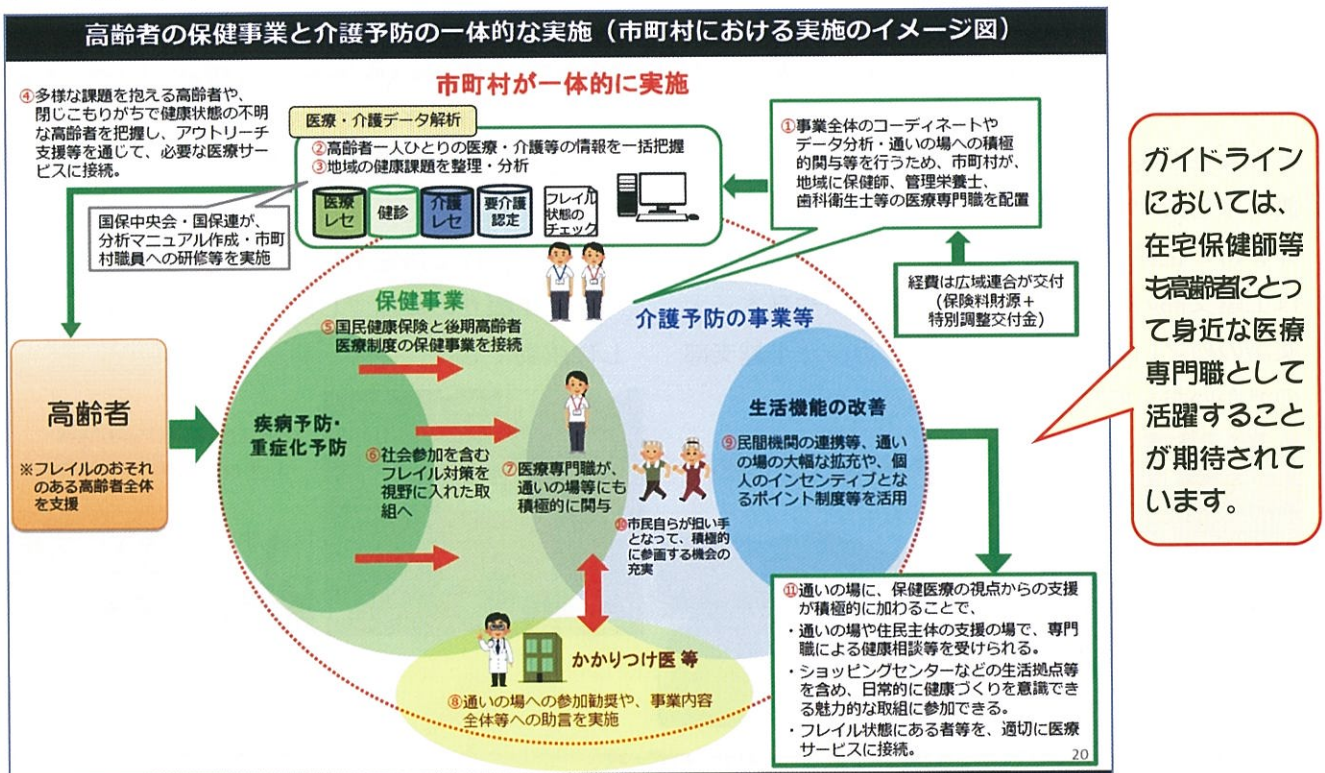 高齢者の保健事業と介護予防の一体的な実施（市町村における実施のイメージ図）
市町村が一体的に実施
④多様な課題を抱える高齢者や、
閉じこもりがちで健康状態の不明
な高齢者を把握し、アウトリーチ
支援等を通じて、必要な医療サー
ビスに接続。
医療・介護データ解析
②高齢者一人ひとりの医療・介護等の情報を一括把握
③地域の健康課題を整理・分析
医療
レセ
健診
介護
レセ
要介護
認定
フレイル
状態の
チェック
国保中央会・国保連が、
分析マニュアル作成・市町
村職員への研修等を実施
①事業全体のコーディネートや
データ分析・通いの場への積極
的関与等を行うため、市町村が、
地域に保健師、管理栄養士、
歯科衛生士等の医療専門職を配置
経費は広域連合が交付
(保険料財源＋
特別調整交付金)
保健事業
⑤国民健康保険と後期高齢者
医療制度の保健事業を接続
介護予防の事業等
高齢者
※フレイルのおそれ
のある高齢者全体
を支援
疾病予防・
重症化予防
⑥社会参加を含む
フレイル対策を
視野に入れた取
組へ
⑦医療専門職が、
通いの場等にも
積極的に関与
生活機能の改善
⑨民間機関の連携等、通い
の場の大幅な拡充や、個
人のインセンティブとな
るポイント制度等を活用
⑩市民自らが担い手
となって、積極的
に参画する機会の
充実
かかりつけ医 等
⑧通いの場への参加勧奨や、事業内容
全体等への助言を実施
⑪通いの場に、保健医療の視点からの支援
が積極的に加わることで、
・通いの場や住民主体の支援の場で、専門
職による健康相談等を受けられる。
・ショッピングセンターなどの生活拠点等
を含め、日常的に健康づくりを意識でき
る魅力的な取組に参加できる。
・フレイル状態にある者等を、適切に医療
サービスに接続。
20
ガイドライン
においては、
在宅保健師等
も高齢者にとっ
て身近な医療
専門職として
活躍すること
が期待されて
います。